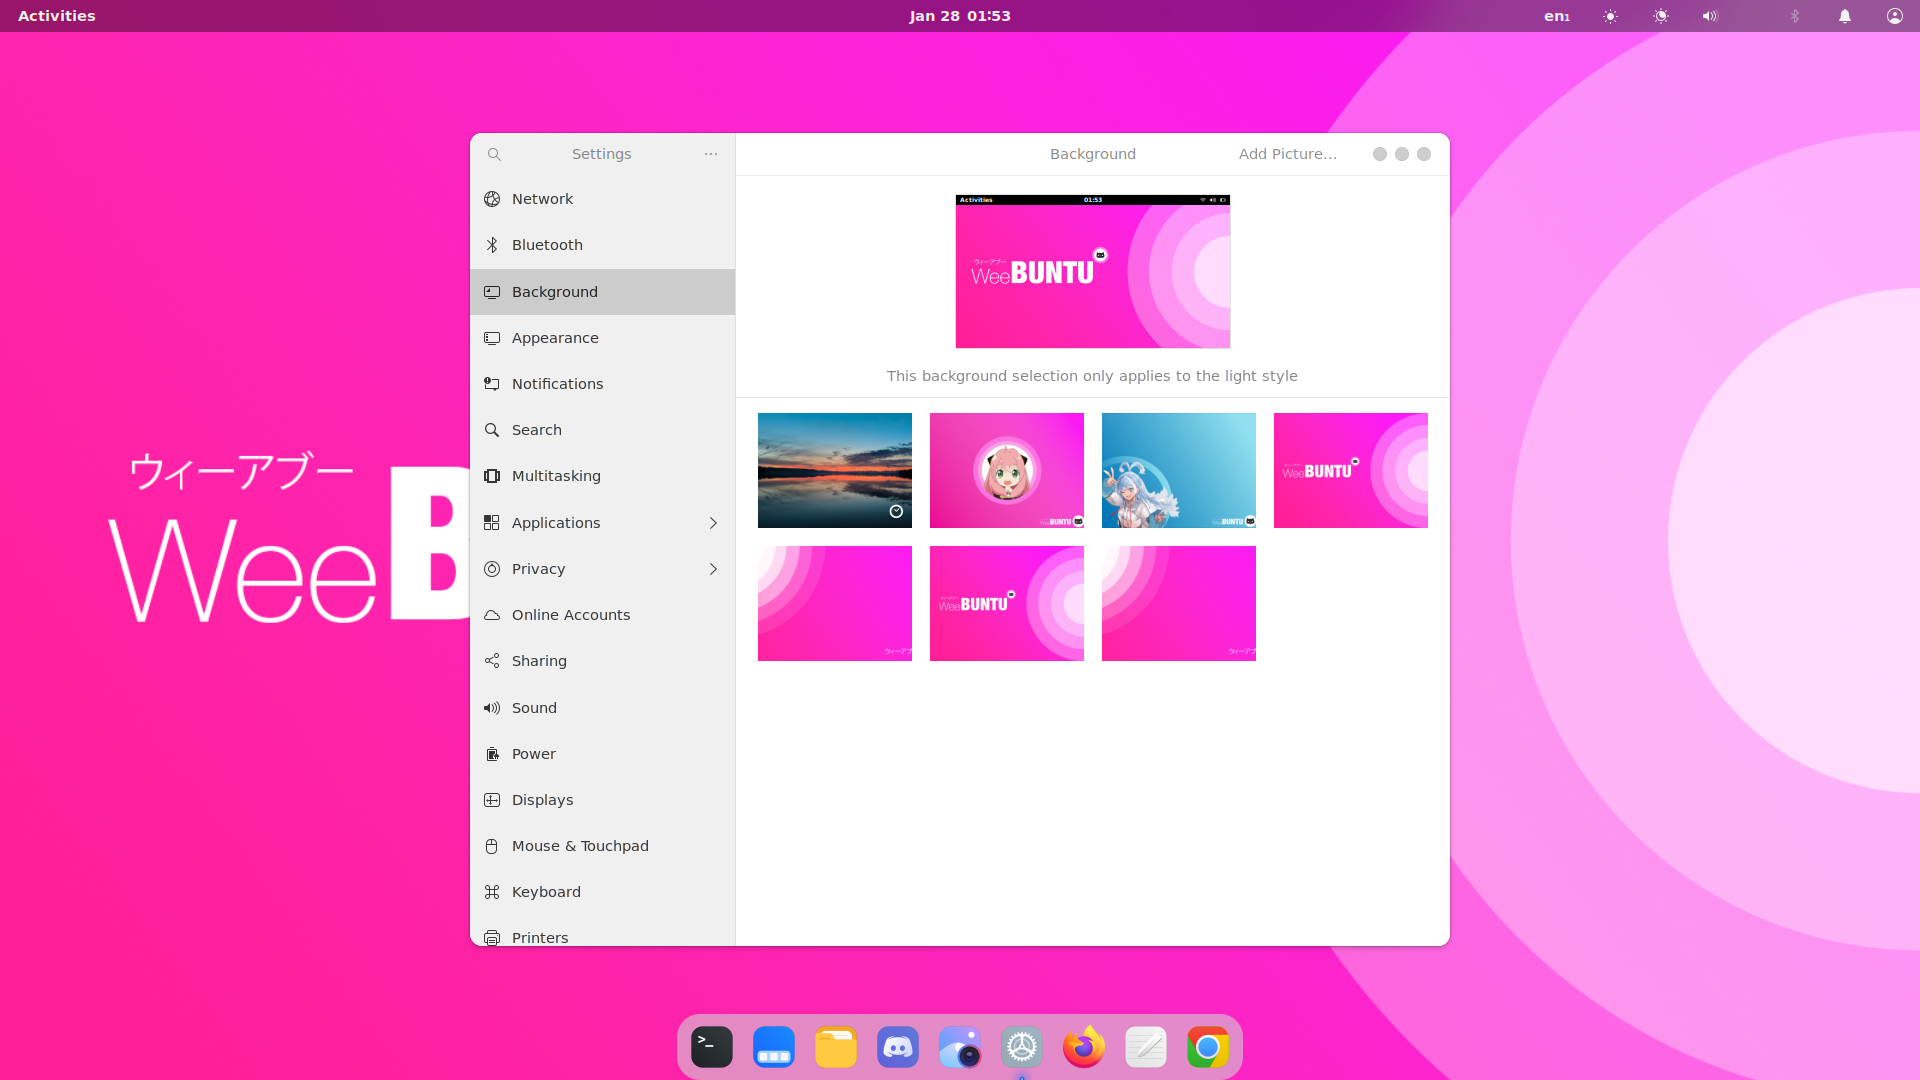 Activities
Jan 28 01:53
en₁
ウィーアブー
WeeB
Settings
Network
Bluetooth
Background
Appearance
Notifications
Search
Multitasking
Applications
Privacy
Online Accounts
Sharing
Sound
Power
Displays
Mouse & Touchpad
Keyboard
Printers
Background
Add Picture...
Activities
01:53
ウィーアブー
WeeBUNTU
This background selection only applies to the light style
WeeBUNTU
WeeBUNTU
WeeBUNTU
ウィーアブ
WeeBUNTU
ウィーアブ
>_